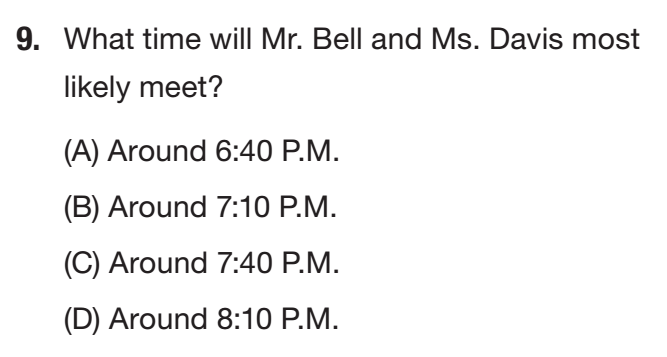 9. What time will Mr. Bell and Ms. Davis most
likely meet?
(A) Around 6:40 P.M.
(B) Around 7:10 P.M.
(C) Around 7:40 P.M.
(D) Around 8:10 P.M.